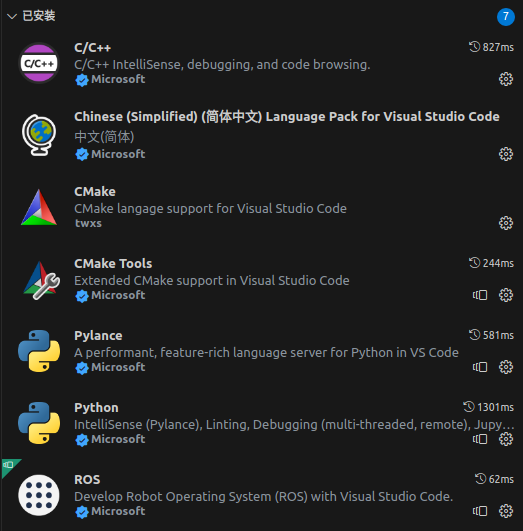 已安装
7
C/C++
827ms
C/C++ IntelliSense, debugging, and code browsing.
Microsoft
Chinese (Simplified) (简体中文) Language Pack for Visual Studio Code
中文(简体)
Microsoft
CMake
CMake langage support for Visual Studio Code
twxs
CMake Tools
244ms
Extended CMake support in Visual Studio Code
Microsoft
Pylance
581ms
A performant, feature-rich language server for Python in VS Code
Microsoft
Python
1301ms
IntelliSense (Pylance), Linting, Debugging (multi-threaded, remote), Jupy...
Microsoft
ROS
62ms
Develop Robot Operating System (ROS) with Visual Studio Code.
Microsoft